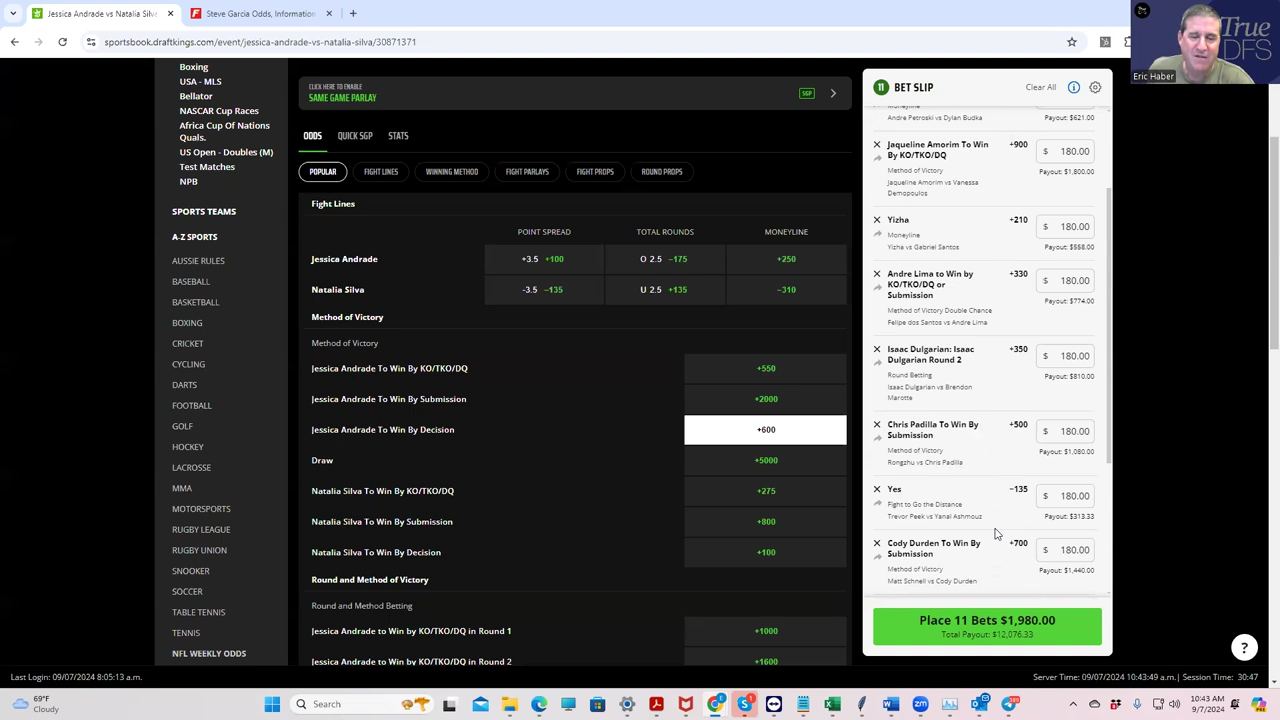 Jessica Andrade vs Natalia Silva
Steve Garcia Odds, Information
sportsbook.draftkings.com/event/jessica-andrade-vs-natalia-silva/30871371
True
DFS
Eric Haber
Boxing
USA - MLS
Bellator
NASCAR Cup Races
Africa Cup Of Nations
Quals.
US Open - Doubles (M)
Test Matches
NPB
SPORTS TEAMS
A-Z SPORTS
AUSSIE RULES
BASEBALL
BASKETBALL
BOXING
CRICKET
CYCLING
DARTS
FOOTBALL
GOLF
HOCKEY
LACROSSE
MMA
MOTORSPORTS
RUGBY LEAGUE
RUGBY UNION
SNOOKER
SOCCER
TABLE TENNIS
TENNIS
NFL WEEKLY ODDS
CLICK HERE TO ENABLE
SAME GAME PARLAY
SGP
ODDS QUICK SGP STATS
POPULAR FIGHT LINES WINNING METHOD FIGHT PARLAYS FIGHT PROPS ROUND PROPS
Fight Lines
POINT SPREAD TOTAL ROUNDS MONEYLINE
Jessica Andrade +3.5 +100 O 2.5 −175 +250
Natalia Silva -3.5 −135 U 2.5 +135 −310
Method of Victory
Method of Victory
Jessica Andrade To Win By KO/TKO/DQ +550
Jessica Andrade To Win By Submission +2000
Jessica Andrade To Win By Decision +600
Draw +5000
Natalia Silva To Win By KO/TKO/DQ +275
Natalia Silva To Win By Submission +800
Natalia Silva To Win By Decision +100
Round and Method of Victory
Round and Method Betting
Jessica Andrade to Win by KO/TKO/DQ in Round 1 +1000
Jessica Andrade to Win by KO/TKO/DQ in Round 2 +1600
11 BET SLIP Clear All
Moneyline
Andre Petroski vs Dylan Budka Payout: $621.00
Jaqueline Amorim To Win +900 $ 180.00
By KO/TKO/DQ
Method of Victory Payout: $1,800.00
Jaqueline Amorim vs Vanessa
Demopoulos
Yizha +210 $ 180.00
Moneyline
Yizha vs Gabriel Santos Payout: $558.00
Andre Lima to Win by +330 $ 180.00
KO/TKO/DQ or
Submission
Payout: $774.00
Method of Victory Double Chance
Felipe dos Santos vs Andre Lima
Isaac Dulgarian: Isaac +350 $ 180.00
Dulgarian Round 2
Round Betting Payout: $810.00
Isaac Dulgarian vs Brendon
Marotte
Chris Padilla To Win By +500 $ 180.00
Submission
Method of Victory Payout: $1,080.00
Rongzhu vs Chris Padilla
Yes −135 $ 180.00
Fight to Go the Distance
Trevor Peek vs Yanal Ashmouz Payout: $313.33
Cody Durden To Win By +700 $ 180.00
Submission
Method of Victory Payout: $1,440.00
Matt Schnell vs Cody Durden
Place 11 Bets $1,980.00
Total Payout: $12,076.33
?
Last Login: 09/07/2024 8:05:13 a.m. Server Time: 09/07/2024 10:43:49 a.m.| Session Time: 30:47
69°F
Cloudy
Search
10:43 AM
9/7/2024